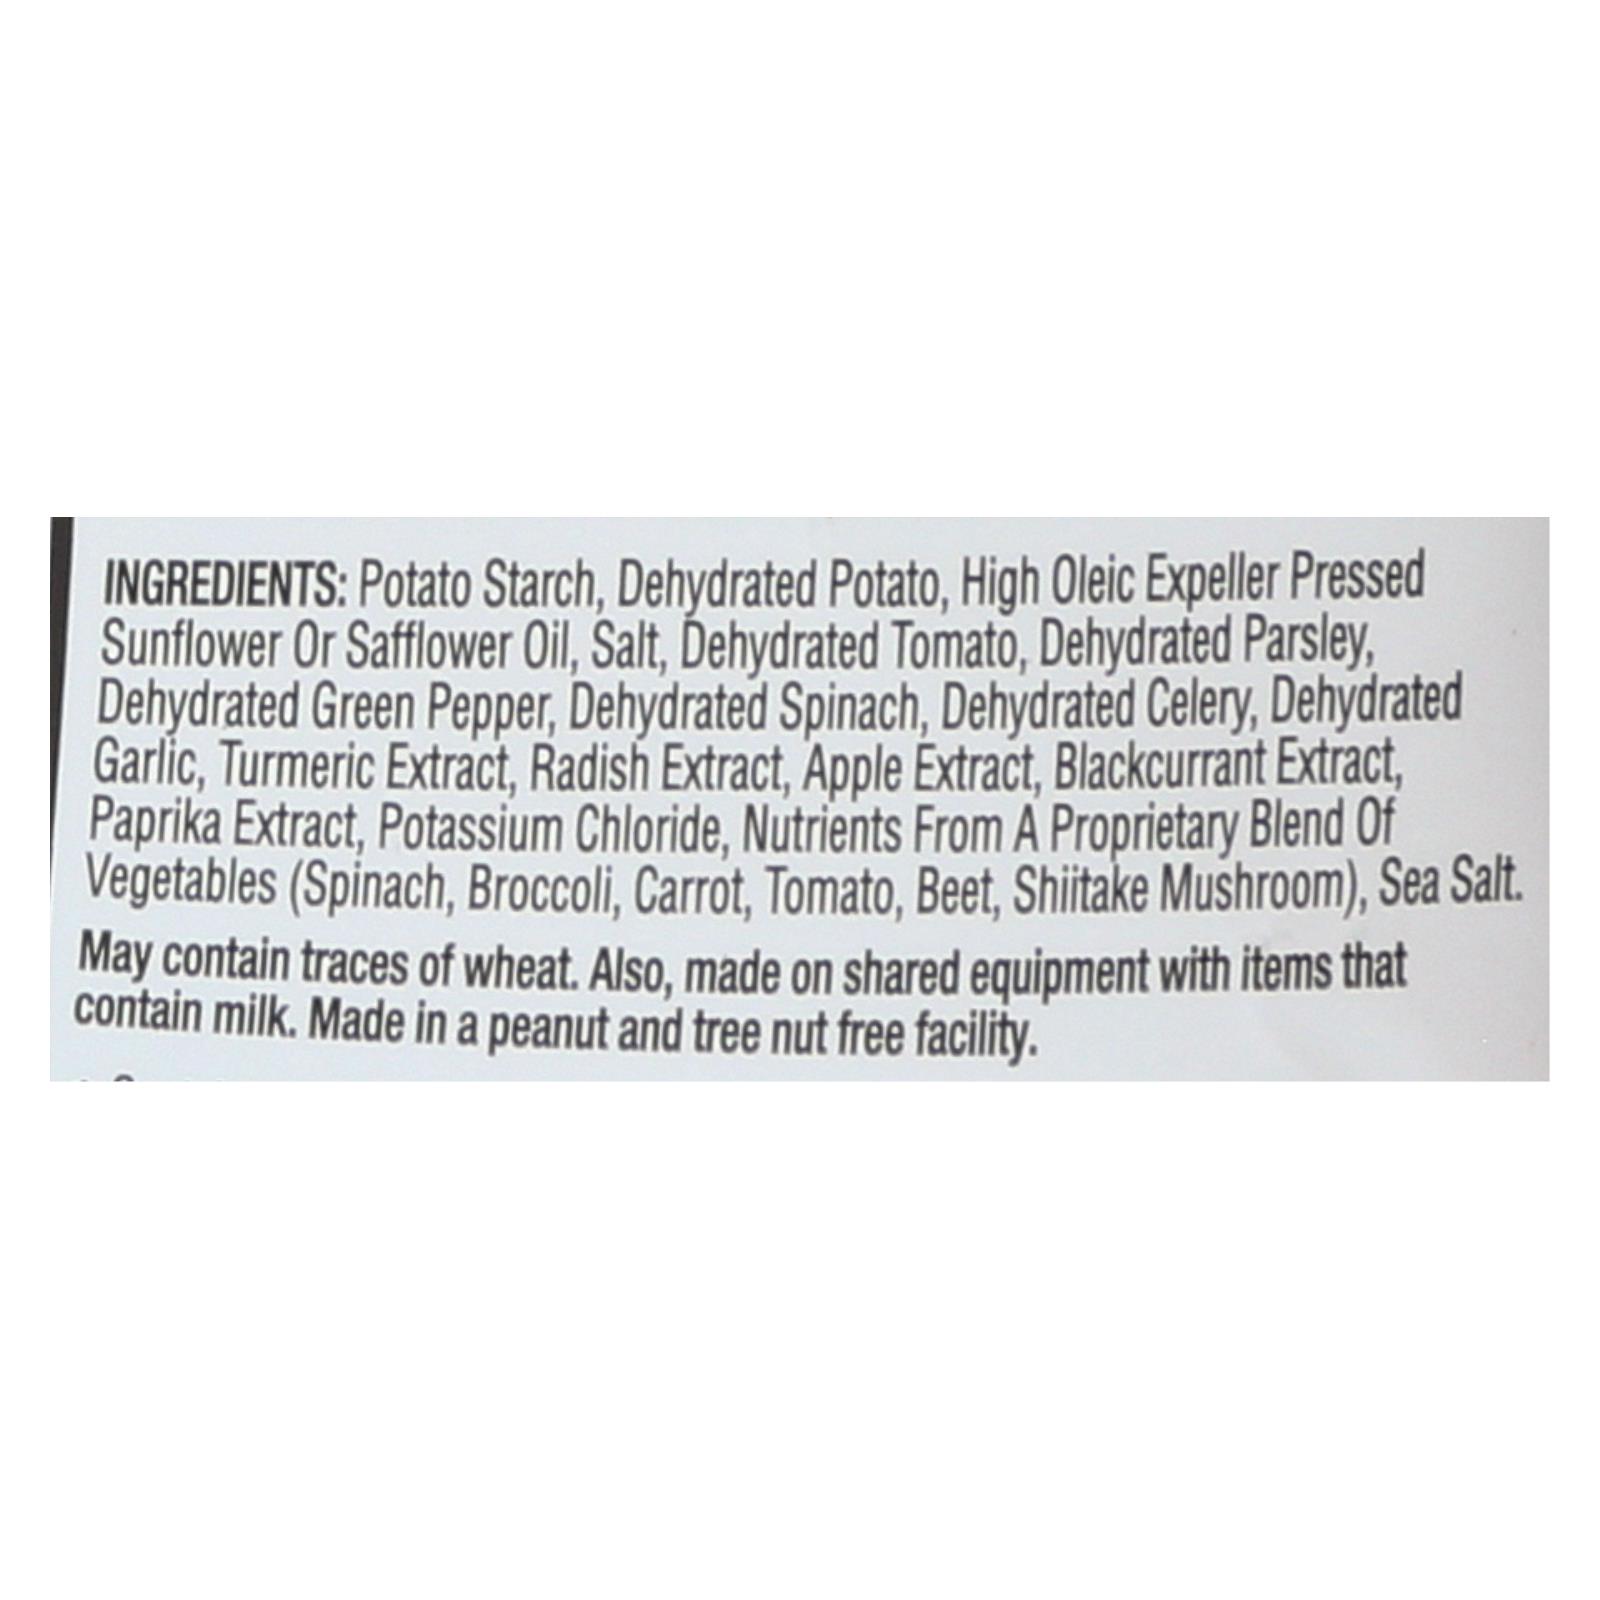 INGREDIENTS: Potato Starch, Dehydrated Potato, High Oleic Expeller Pressed
Sunflower Or Safflower Oil, Salt, Dehydrated Tomato, Dehydrated Parsley,
Dehydrated Green Pepper, Dehydrated Spinach, Dehydrated Celery, Dehydrated
Garlic, Turmeric Extract, Radish Extract, Apple Extract, Blackcurrant Extract,
Paprika Extract, Potassium Chloride, Nutrients From A Proprietary Blend Of
Vegetables (Spinach, Broccoli, Carrot, Tomato, Beet, Shiitake Mushroom), Sea Salt.
May contain traces of wheat. Also, made on shared equipment with items that
contain milk. Made in a peanut and tree nut free facility.